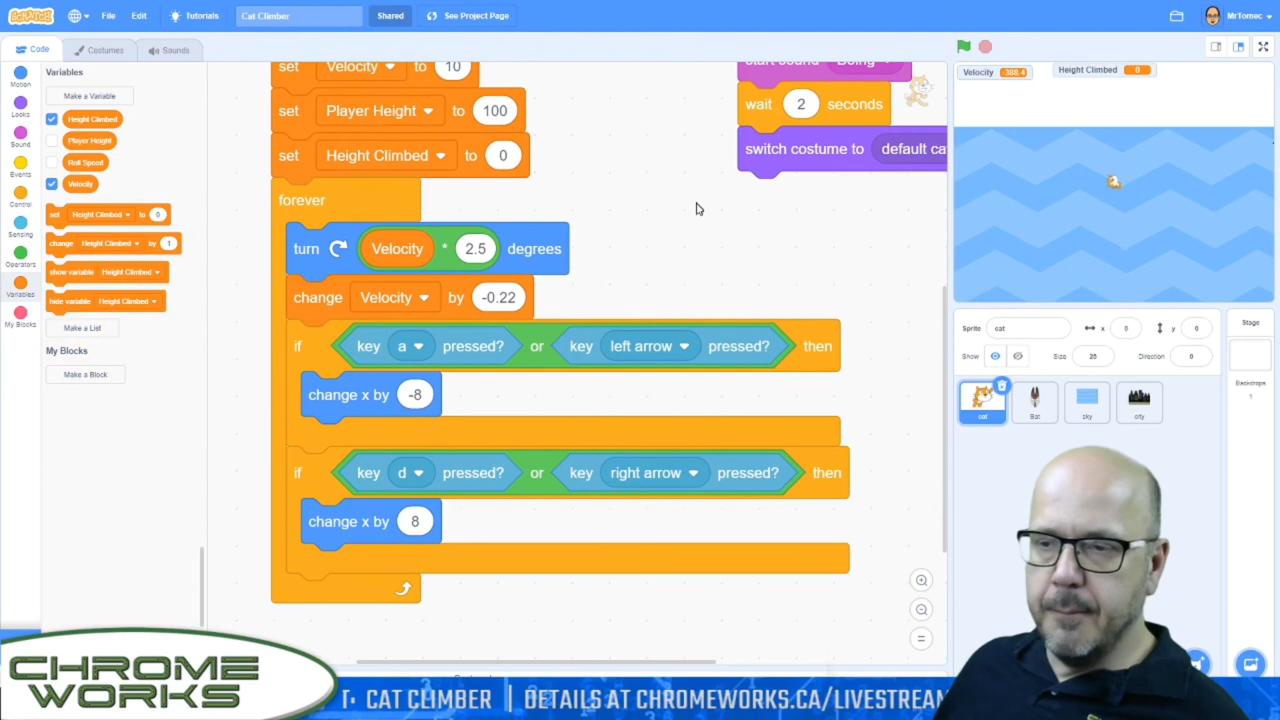 SCRATCH
File
Edit
Tutorials
Cat Climber
Shared
See Project Page
MrTomec
Code
Costumes
Sounds
Motion
Looks
Sound
Events
Control
Sensing
Operators
Variables
My Blocks
Variables
Make a Variable
Height Climbed
Player Height
Roll Speed
Velocity
set Height Climbed to 0
change Height Climbed by 1
show variable Height Climbed
hide variable Height Climbed
Make a List
My Blocks
Make a Block
set Velocity to 10
set Player Height to 100
set Height Climbed to 0
forever
turn Velocity * 2.5 degrees
change Velocity by -0.22
if key a pressed? or key left arrow pressed? then
change x by -8
if key d pressed? or key right arrow pressed? then
change x by 8
start sound Boing
wait 2 seconds
switch costume to default ca
Velocity -388.4
Height Climbed 0
Sprite cat x 0 y 0
Show Size 28 Direction 0
cat
Bat
sky
city
Stage
Backdrops
1
CHROME
WORKS
T: CAT CLIMBER | DETAILS AT CHROMEWORKS.CA/LIVESTREAM